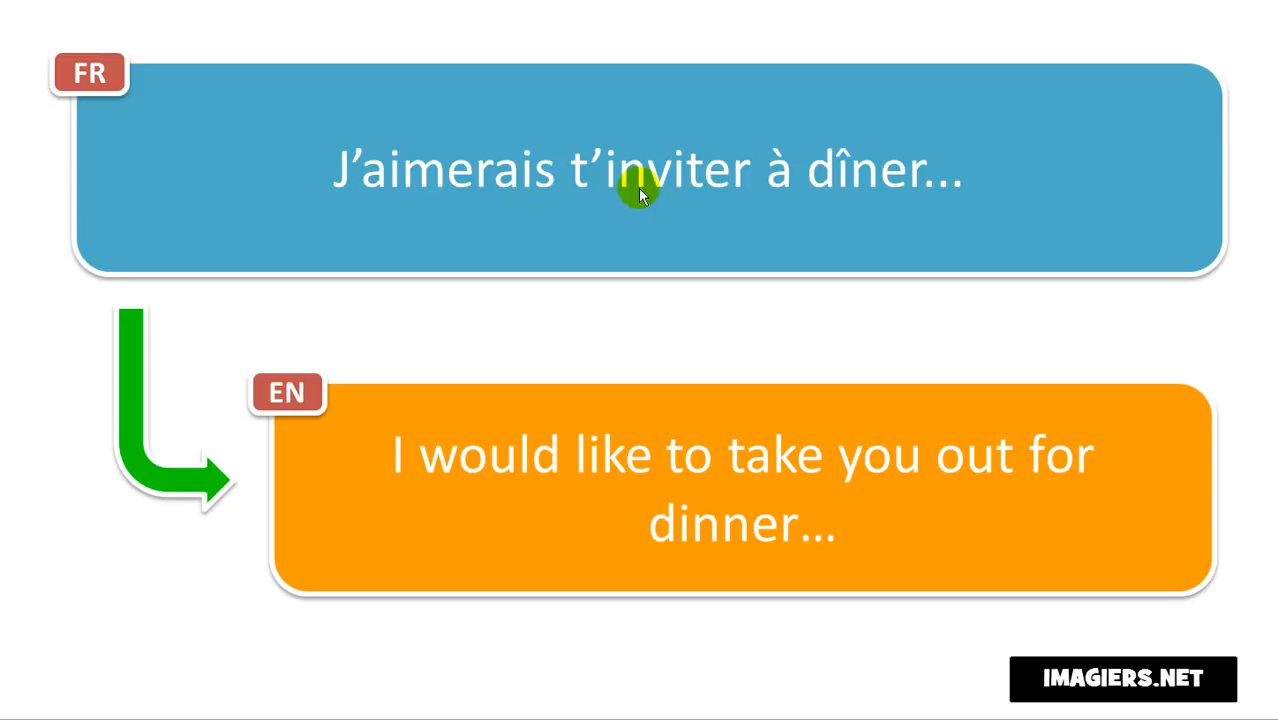 FR
J’aimerais t’inviter à dîner...
EN
I would like to take you out for
dinner...
IMAGIERS.NET